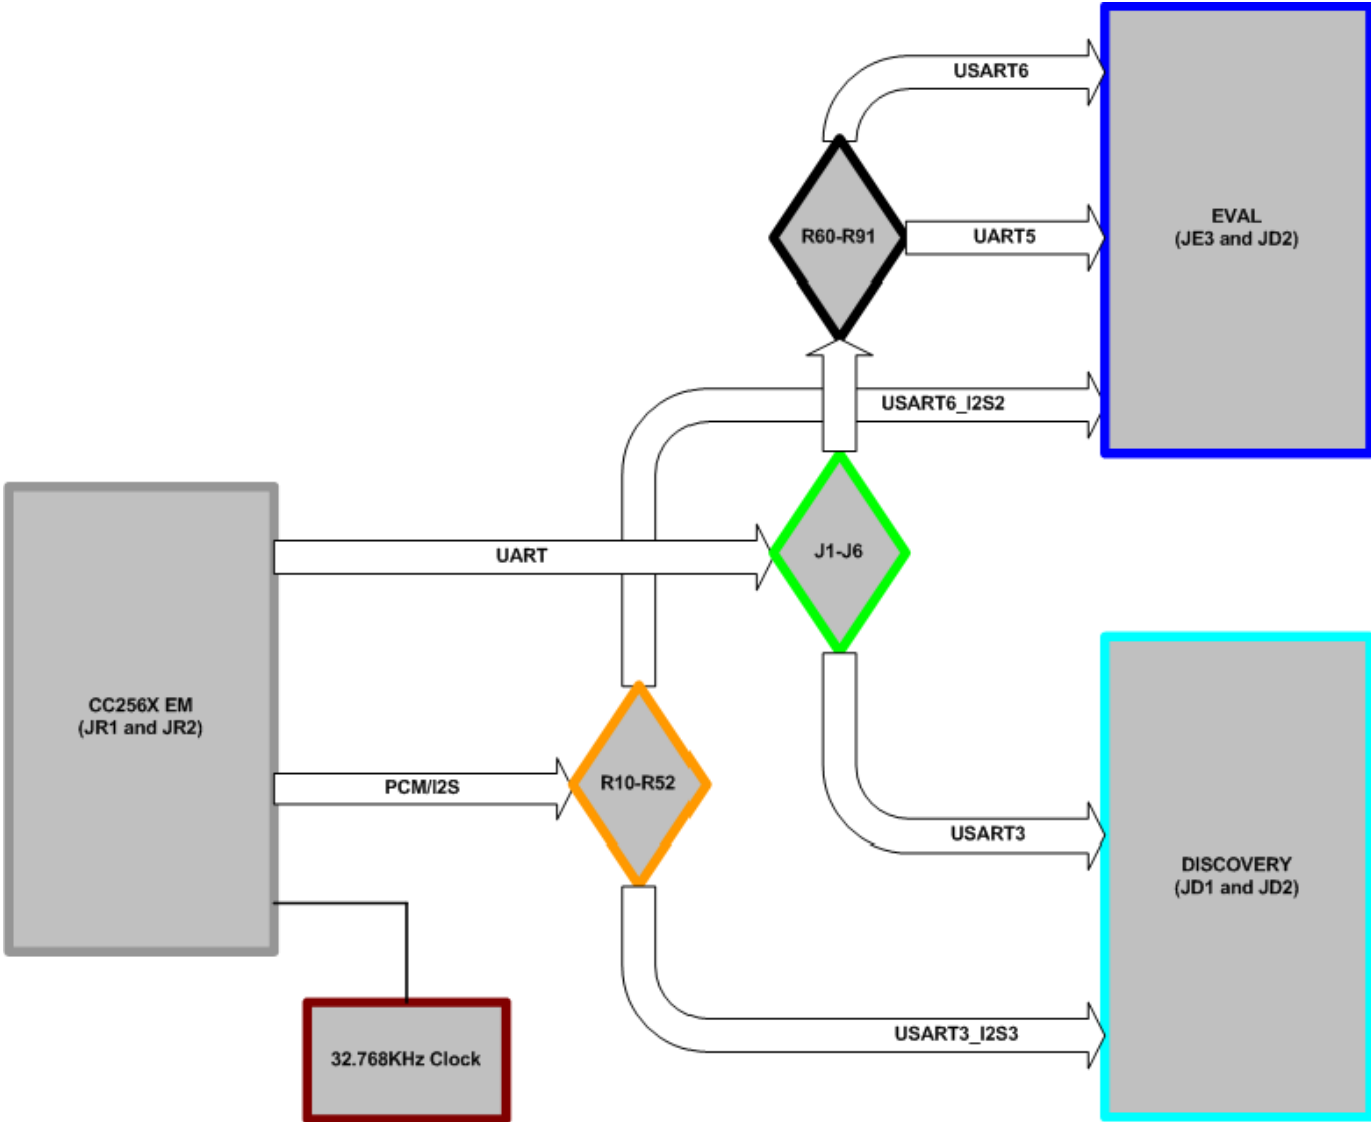 USART6
R60-R91
UART5
EVAL
(JE3 and JD2)
USART6_I2S2
UART
J1-J6
CC256X EM
(JR1 and JR2)
PCM/I2S
R10-R52
USART3
DISCOVERY
(JD1 and JD2)
USART3_I2S3
32.768KHz Clock